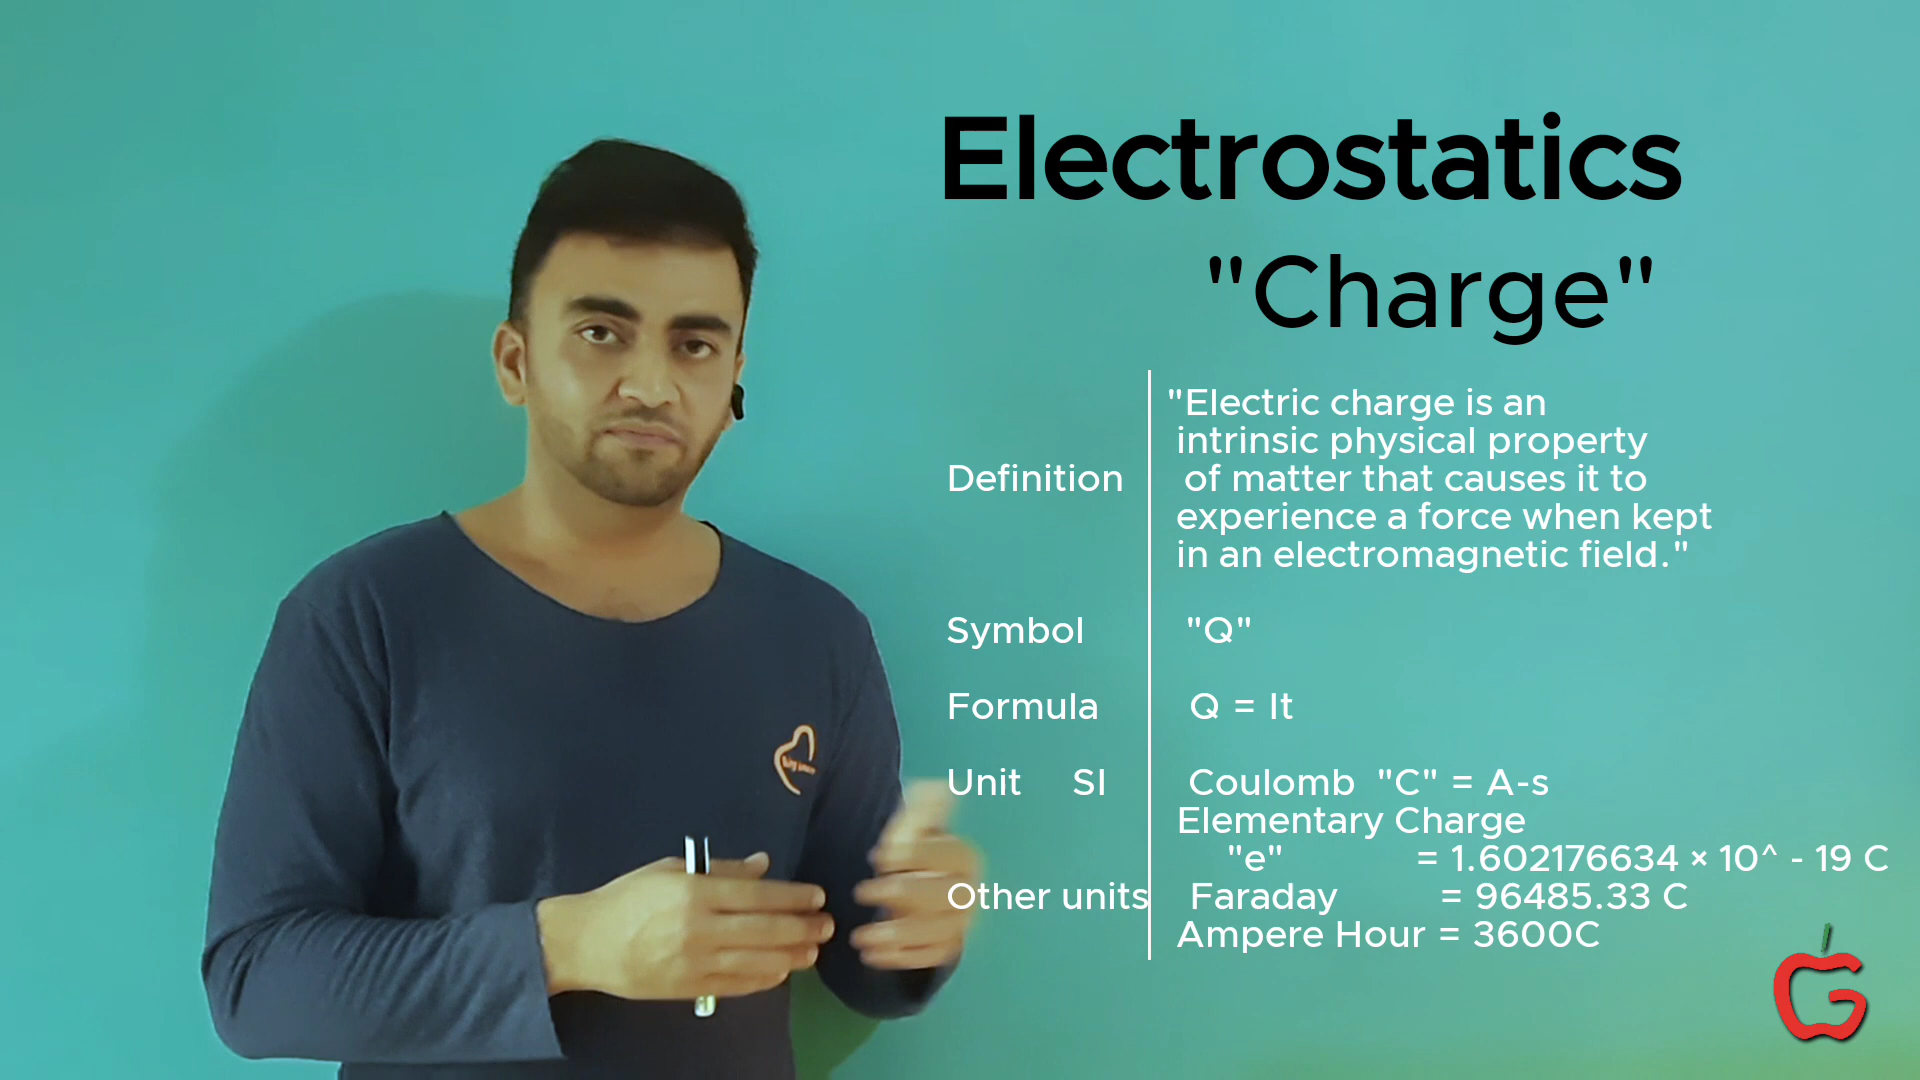 Electrostatics
"Charge"
Definition
"Electric charge is an
intrinsic physical property
of matter that causes it to
experience a force when kept
in an electromagnetic field."
Symbol "Q"
Formula Q = It
Unit SI Coulomb "C" = A-s
Elementary Charge
"e" = 1.602176634 × 10^ - 19 C
Other units Faraday = 96485.33 C
Ampere Hour = 3600C